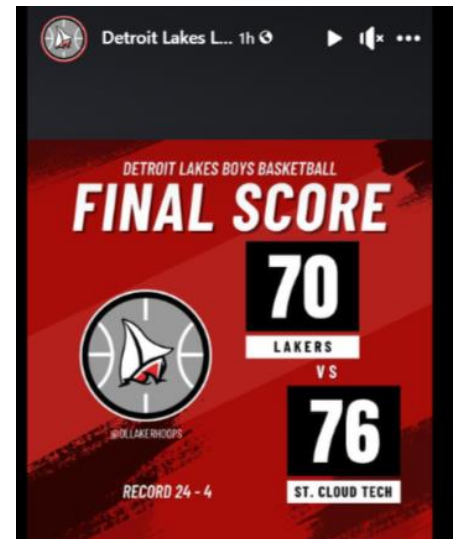 Detroit Lakes L... 1h
DETROIT LAKES BOYS BASKETBALL
FINAL SCORE
70
LAKERS
VS
76
ST. CLOUD TECH
@DLLAKERHOOPS
RECORD 24 - 4